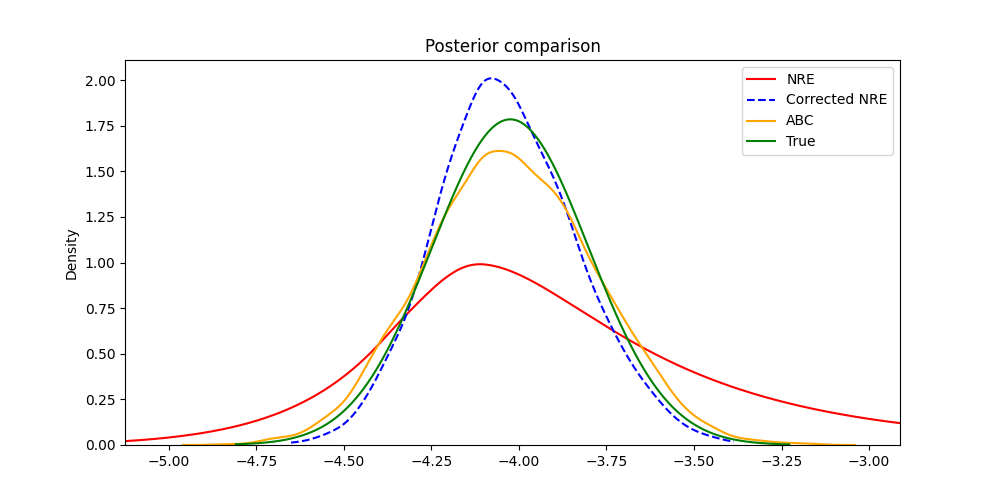 Posterior comparison
NRE
Corrected NRE
ABC
True
Density
2.00
1.75
1.50
1.25
1.00
0.75
0.50
0.25
0.00
−5.00 −4.75 −4.50 −4.25 −4.00 −3.75 −3.50 −3.25 −3.00